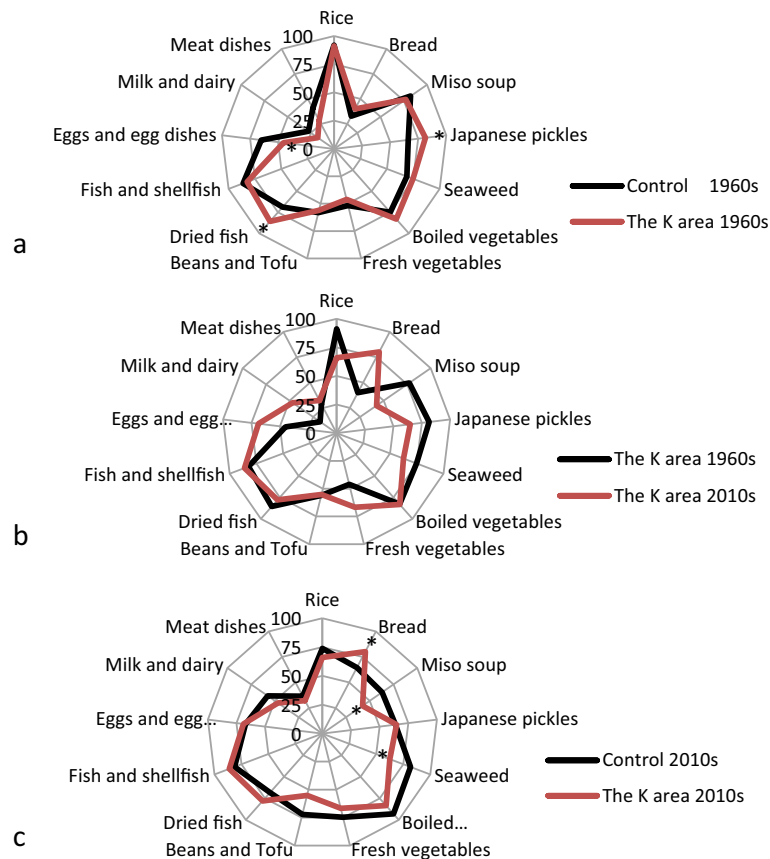 Rice
Meat dishes
100
Bread
Milk and dairy
75
Miso soup
50
Eggs and egg dishes
25
0
*
*
Japanese pickles
Fish and shellfish
Seaweed
Control 1960s
Dried fish
*
Boiled vegetables
The K area 1960s
Beans and Tofu
Fresh vegetables
a
Rice
Meat dishes
100
Bread
Milk and dairy
75
Miso soup
50
Eggs and egg...
25
0
Japanese pickles
Fish and shellfish
Seaweed
The K area 1960s
Dried fish
Boiled vegetables
The K area 2010s
Beans and Tofu
Fresh vegetables
b
Rice
Meat dishes
100
Bread
*
Milk and dairy
75
Miso soup
50
Eggs and egg...
25
0
*
Japanese pickles
*
Fish and shellfish
Seaweed
Control 2010s
Dried fish
Boiled...
The K area 2010s
Beans and Tofu
Fresh vegetables
c